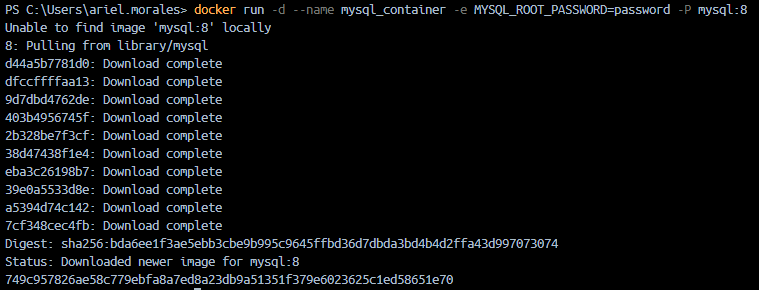 PS C:\Users\ariel.morales> docker run -d --name mysql_container -e MYSQL_ROOT_PASSWORD=password -P mysql:8
Unable to find image 'mysql:8' locally
8: Pulling from library/mysql
d44a5b7781d0: Download complete
dfccffffaa13: Download complete
9d7dbd4762de: Download complete
403b4956745f: Download complete
2b328be7f3cf: Download complete
38d47438f1e4: Download complete
eba3c26198b7: Download complete
39e0a5533d8e: Download complete
a5394d74c142: Download complete
7cf348cec4fb: Download complete
Digest: sha256:bda6ee1f3ae5ebb3cbe9b995c9645ffbd36d7dbda3bd4b4d2ffa43d997073074
Status: Downloaded newer image for mysql:8
749c957826ae58c779ebfa8a7ed8a23db9a51351f379e6023625c1ed58651e70